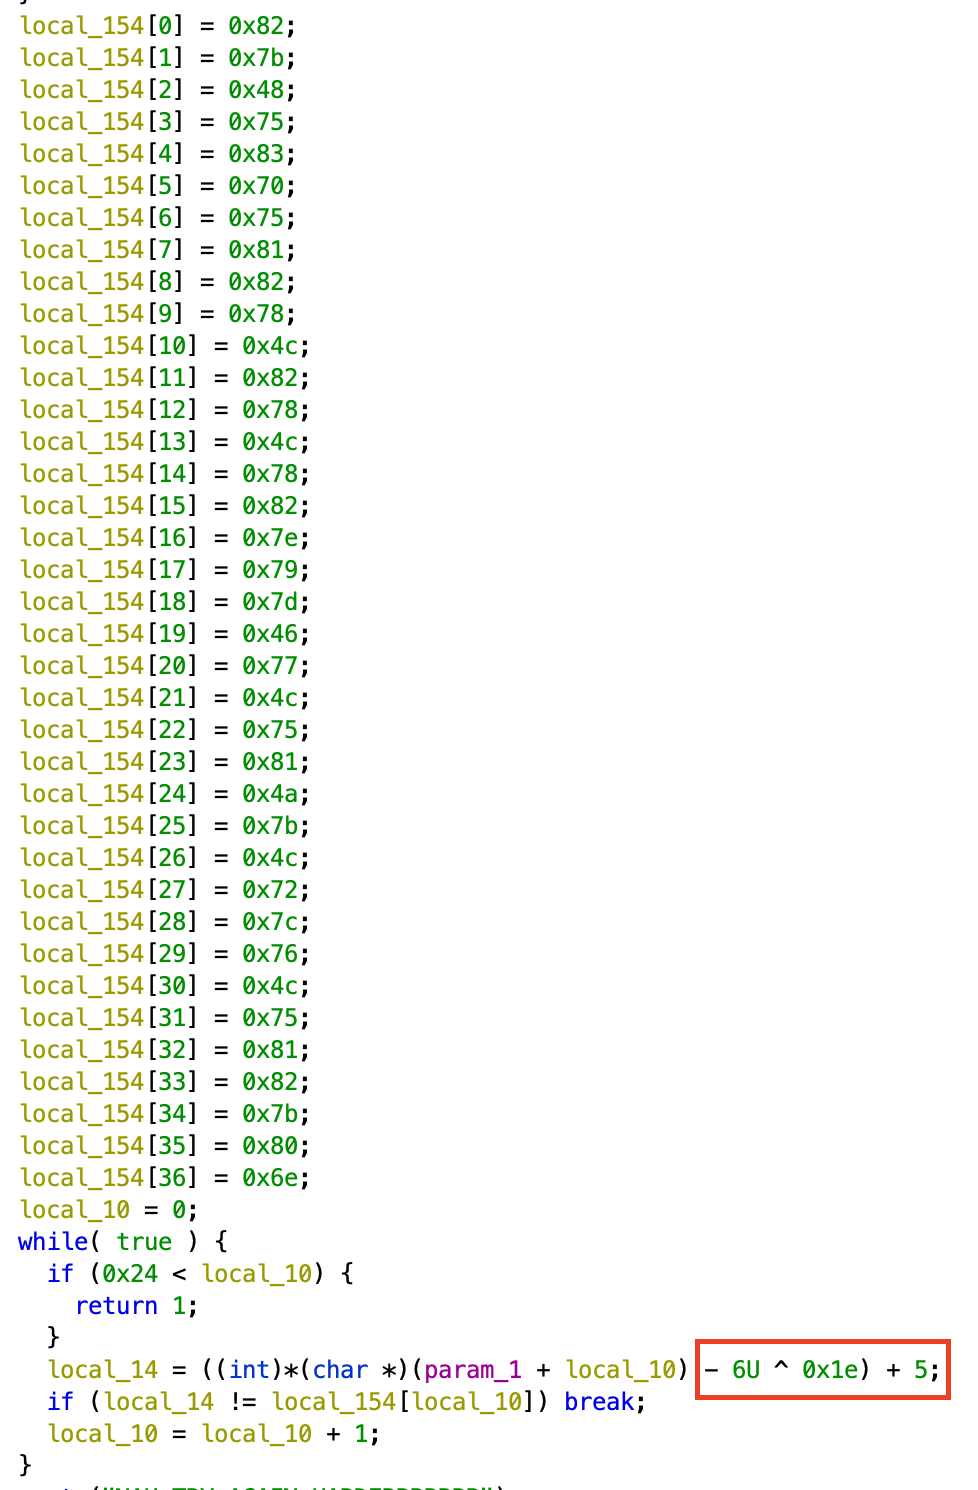 local_154[0] = 0x82;
local_154[1] = 0x7b;
local_154[2] = 0x48;
local_154[3] = 0x75;
local_154[4] = 0x83;
local_154[5] = 0x70;
local_154[6] = 0x75;
local_154[7] = 0x81;
local_154[8] = 0x82;
local_154[9] = 0x78;
local_154[10] = 0x4c;
local_154[11] = 0x82;
local_154[12] = 0x78;
local_154[13] = 0x4c;
local_154[14] = 0x78;
local_154[15] = 0x82;
local_154[16] = 0x7e;
local_154[17] = 0x79;
local_154[18] = 0x7d;
local_154[19] = 0x46;
local_154[20] = 0x77;
local_154[21] = 0x4c;
local_154[22] = 0x75;
local_154[23] = 0x81;
local_154[24] = 0x4a;
local_154[25] = 0x7b;
local_154[26] = 0x4c;
local_154[27] = 0x72;
local_154[28] = 0x7c;
local_154[29] = 0x76;
local_154[30] = 0x4c;
local_154[31] = 0x75;
local_154[32] = 0x81;
local_154[33] = 0x82;
local_154[34] = 0x7b;
local_154[35] = 0x80;
local_154[36] = 0x6e;
local_10 = 0;
while( true ) {
if (0x24 < local_10) {
return 1;
}
local_14 = ((int)*(char *)(param_1 + local_10) - 6U ^ 0x1e) + 5;
if (local_14 != local_154[local_10]) break;
local_10 = local_10 + 1;
}